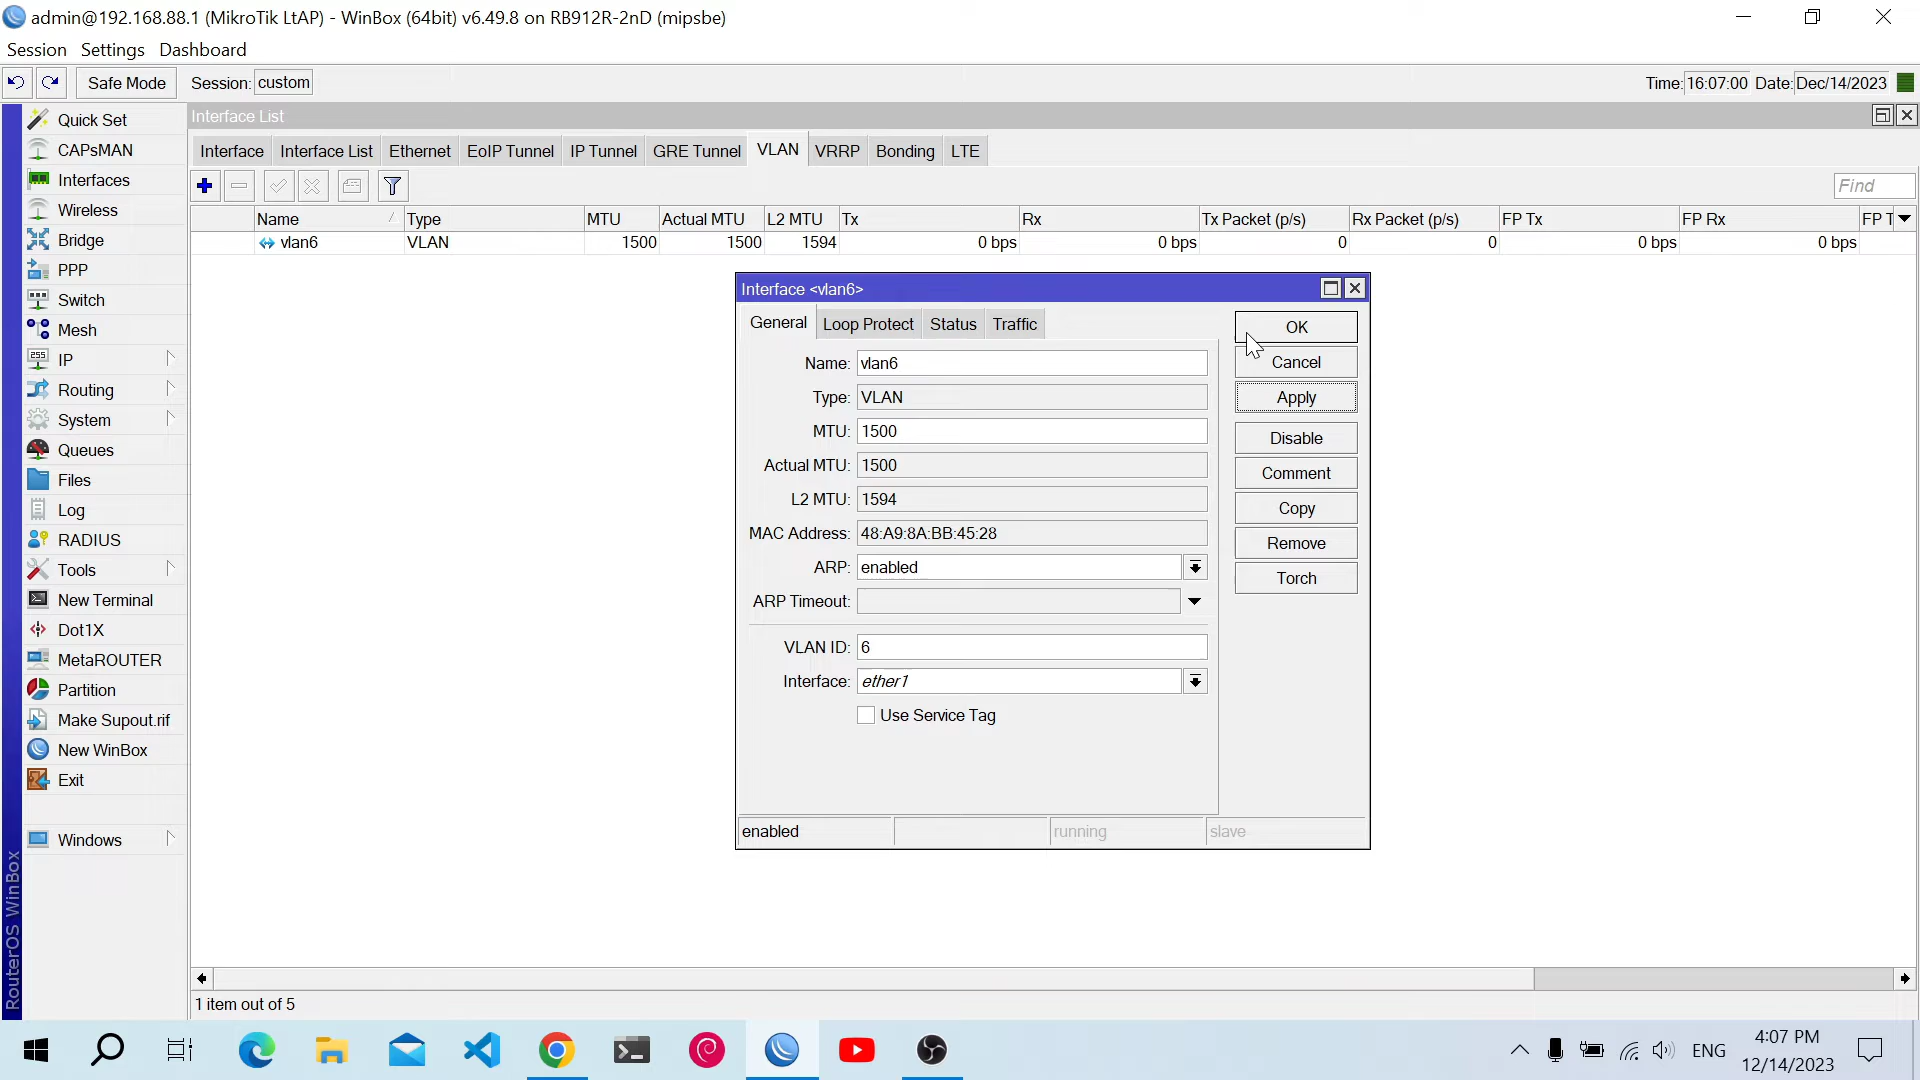 admin@192.168.88.1 (MikroTik LtAP) - WinBox (64bit) v6.49.8 on RB912R-2nD (mipsbe)
Session Settings Dashboard
Safe Mode Session: custom Time: 16:07:00 Date: Dec/14/2023
Quick Set
CAPsMAN
Interfaces
Wireless
Bridge
PPP
Switch
Mesh
IP
Routing
System
Queues
Files
Log
RADIUS
Tools
New Terminal
Dot1X
MetaROUTER
Partition
Make Supout.rif
New WinBox
Exit
Windows
RouterOS WinBox
Interface List
Interface Interface List Ethernet EoIP Tunnel IP Tunnel GRE Tunnel VLAN VRRP Bonding LTE
Find
Name Type MTU Actual MTU L2 MTU Tx Rx Tx Packet (p/s) Rx Packet (p/s) FP Tx FP Rx FP T
vlan6 VLAN 1500 1500 1594 0 bps 0 bps 0 0 0 bps 0 bps
Interface <vlan6>
General Loop Protect Status Traffic
Name: vlan6
Type: VLAN
MTU: 1500
Actual MTU: 1500
L2 MTU: 1594
MAC Address: 48:A9:8A:BB:45:28
ARP: enabled
ARP Timeout:
VLAN ID: 6
Interface: ether1
Use Service Tag
OK
Cancel
Apply
Disable
Comment
Copy
Remove
Torch
enabled running slave
1 item out of 5
ENG
4:07 PM
12/14/2023